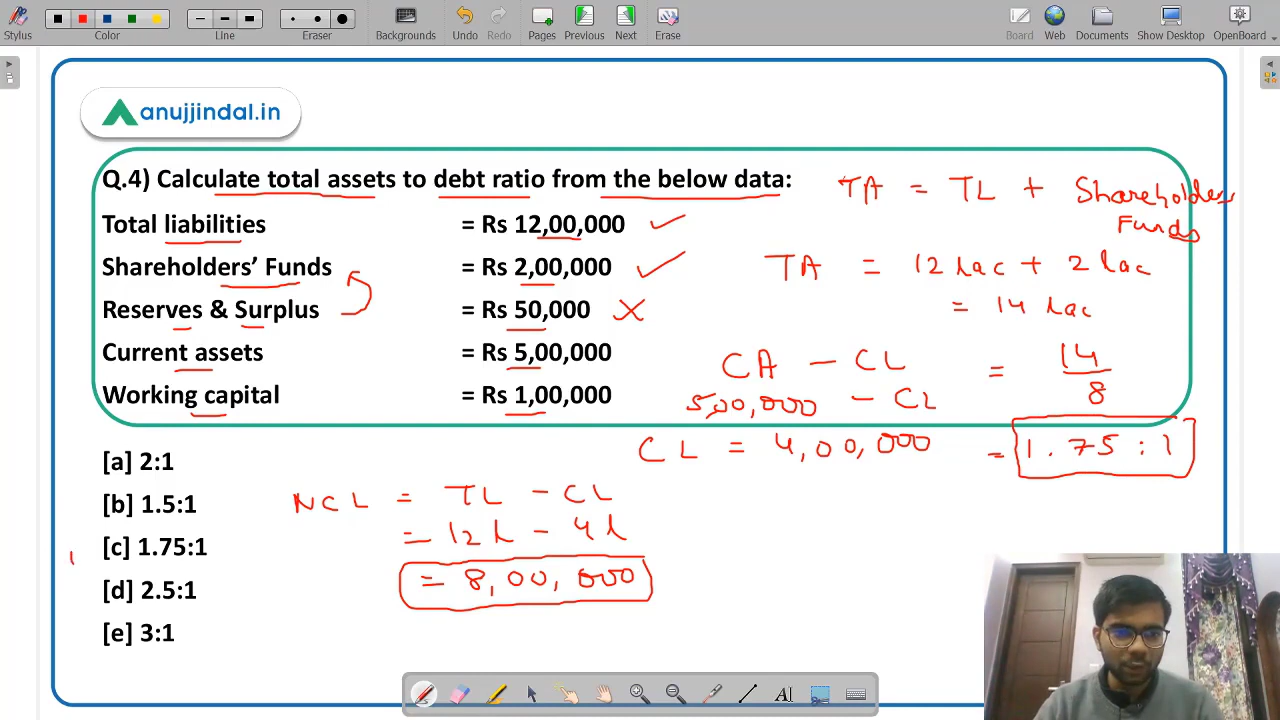 Stylus
Color
Line
Eraser
Backgrounds
Undo
Redo
Pages
Previous
Next
Erase
Board
Web
Documents
Show Desktop
OpenBoard
anujjindal.in
Q.4) Calculate total assets to debt ratio from the below data:
Total liabilities = Rs 12,00,000
Shareholders' Funds = Rs 2,00,000
Reserves & Surplus = Rs 50,000
Current assets = Rs 5,00,000
Working capital = Rs 1,00,000
TA = TL + Shareholders
Funds
TA = 12 lac + 2 lac
= 14 lac
CA - CL
5,00,000 - CL
CL = 4,00,000
= 14
8
= 1.75 : 1
[a] 2:1
[b] 1.5:1
[c] 1.75:1
[d] 2.5:1
[e] 3:1
NCL = TL - CL
= 12 L - 4 L
= 8,00,000